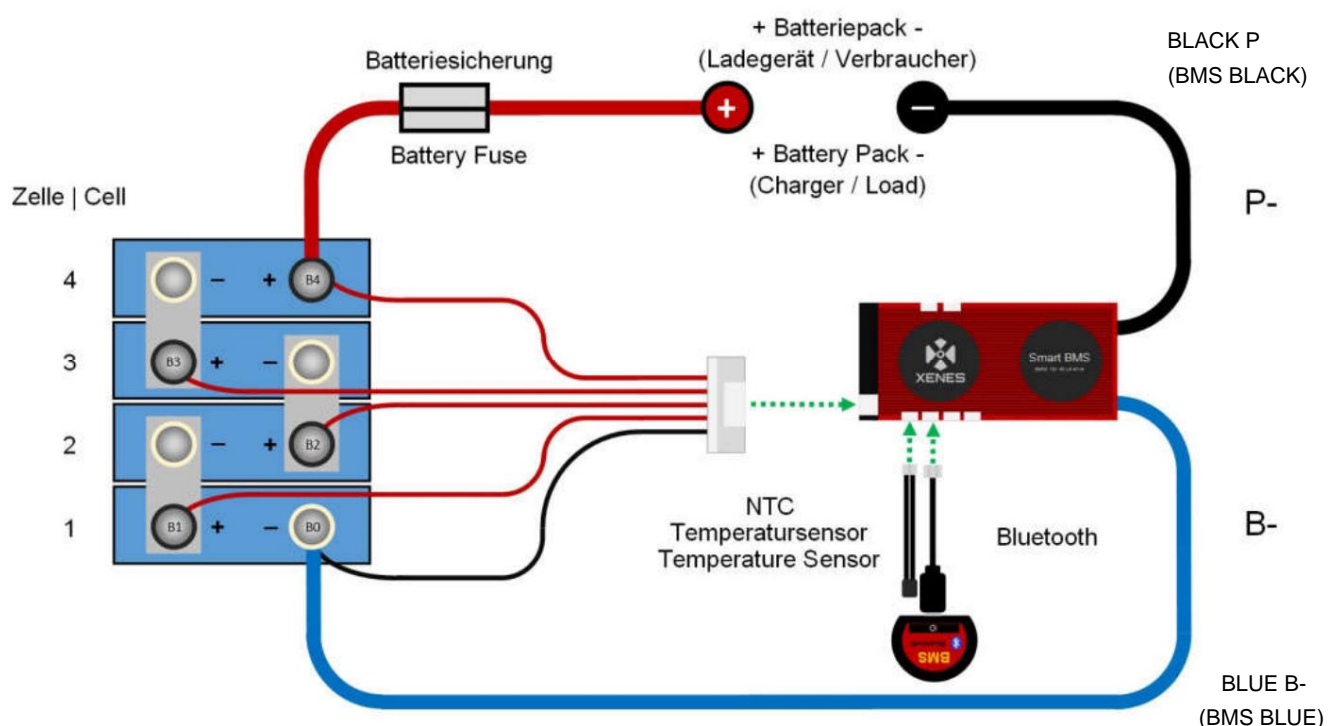 + Batteriepack -
(Ladegerät / Verbraucher)
BLACK P
(BMS BLACK)
Batteriesicherung
+
−
Battery Fuse
+ Battery Pack -
(Charger / Load)
Zelle | Cell
P-
4
− + B4
3
B3 + −
2
− + B2
1
B1 + − B0
XENES
Smart BMS
NTC
Temperatursensor
Temperature Sensor
Bluetooth
B-
BMS
Bluetooth
BLUE B-
(BMS BLUE)